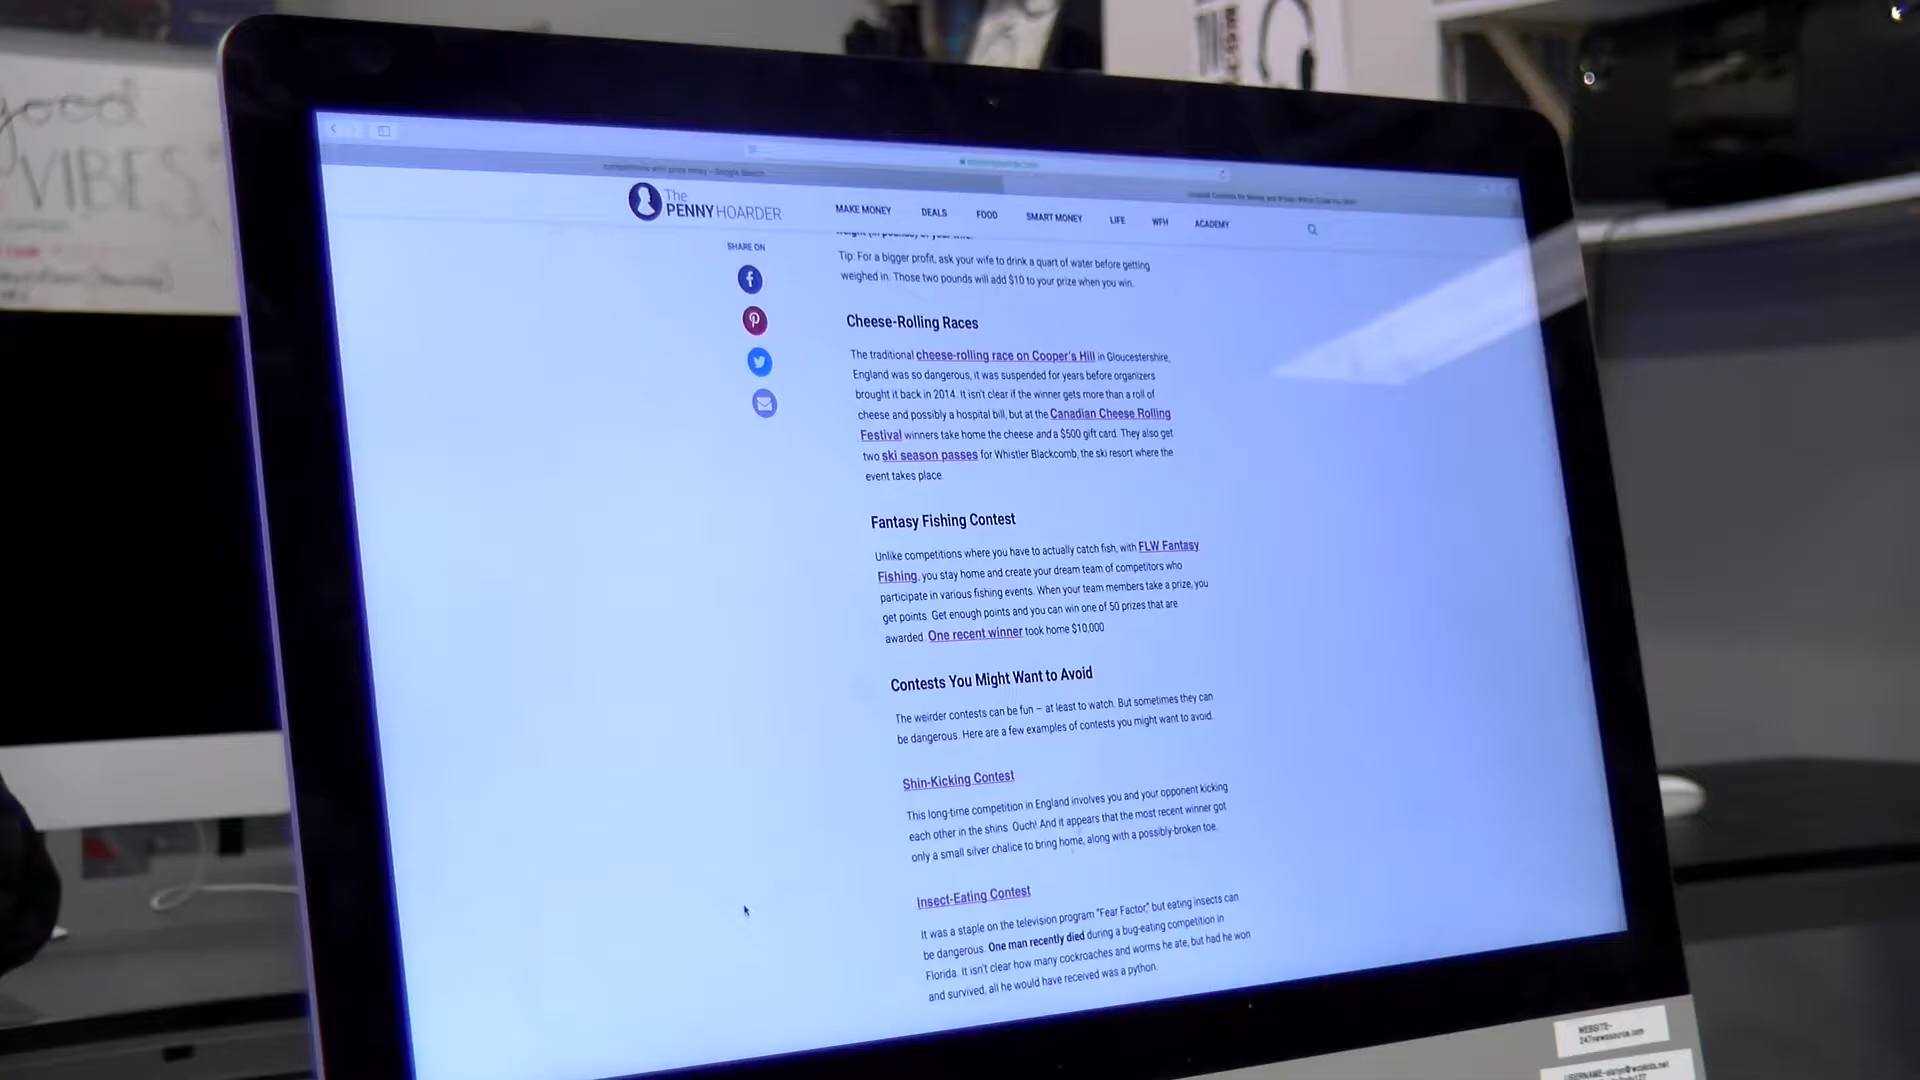 good
VIBES
competitions with prize money - Google Search
The
PENNYHOARDER
MAKE MONEY
DEALS
FOOD
SMART MONEY
LIFE
WFH
ACADEMY
SHARE ON
Tip: For a bigger profit, ask your wife to drink a quart of water before getting
weighed in. Those two pounds will add $10 to your prize when you win.
Cheese-Rolling Races
The traditional cheese-rolling race on Cooper's Hill in Gloucestershire,
England was so dangerous, it was suspended for years before organizers
brought it back in 2014. It isn't clear if the winner gets more than a roll of
cheese and possibly a hospital bill, but at the Canadian Cheese Rolling
Festival winners take home the cheese and a $500 gift card. They also get
two ski season passes for Whistler Blackcomb, the ski resort where the
event takes place.
Fantasy Fishing Contest
Unlike competitions where you have to actually catch fish, with FLW Fantasy
Fishing, you stay home and create your dream team of competitors who
participate in various fishing events. When your team members take a prize, you
get points. Get enough points and you can win one of 50 prizes that are
awarded. One recent winner took home $10,000.
Contests You Might Want to Avoid
The weirder contests can be fun – at least to watch. But sometimes they can
be dangerous. Here are a few examples of contests you might want to avoid.
Shin-Kicking Contest
This long-time competition in England involves you and your opponent kicking
each other in the shins. Ouch! And it appears that the most recent winner got
only a small silver chalice to bring home, along with a possibly-broken toe.
Insect-Eating Contest
It was a staple on the television program "Fear Factor," but eating insects can
be dangerous. One man recently died during a bug-eating competition in
Florida. It isn't clear how many cockroaches and worms he ate, but had he won
and survived, all he would have received was a python.
WEBSITE-
247newssource.com